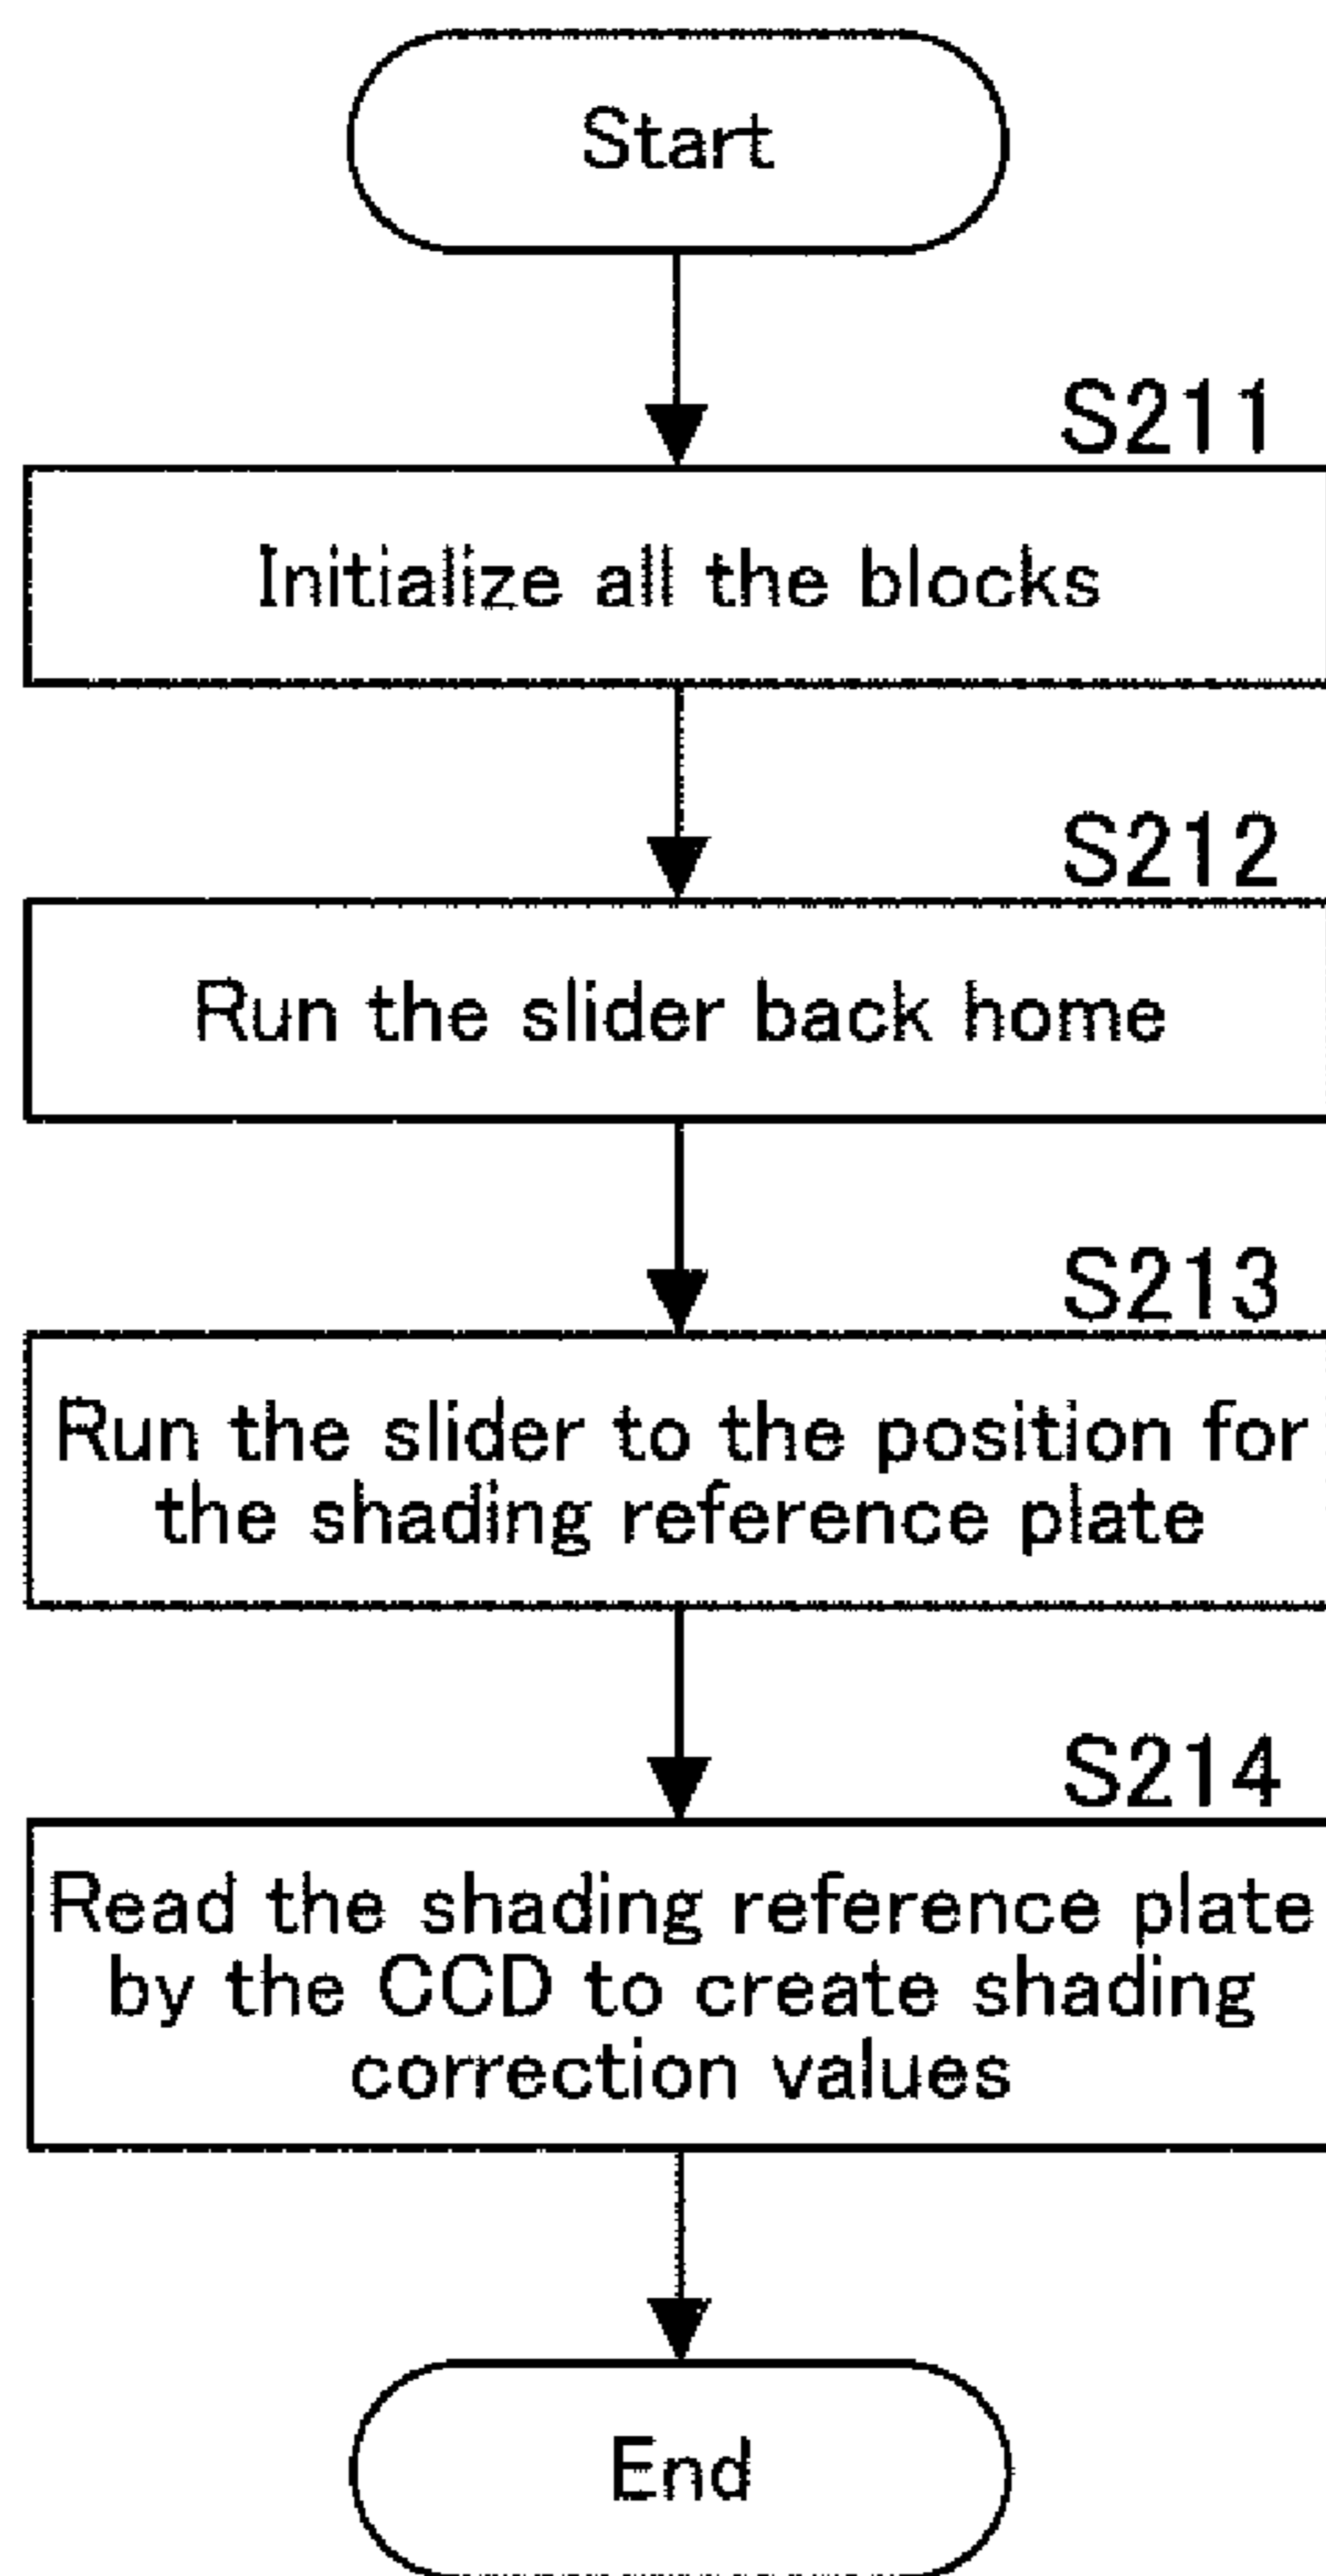 Start
S211
Initialize all the blocks
S212
Run the slider back home
S213
Run the slider to the position for
the shading reference plate
S214
Read the shading reference plate
by the CCD to create shading
correction values
End